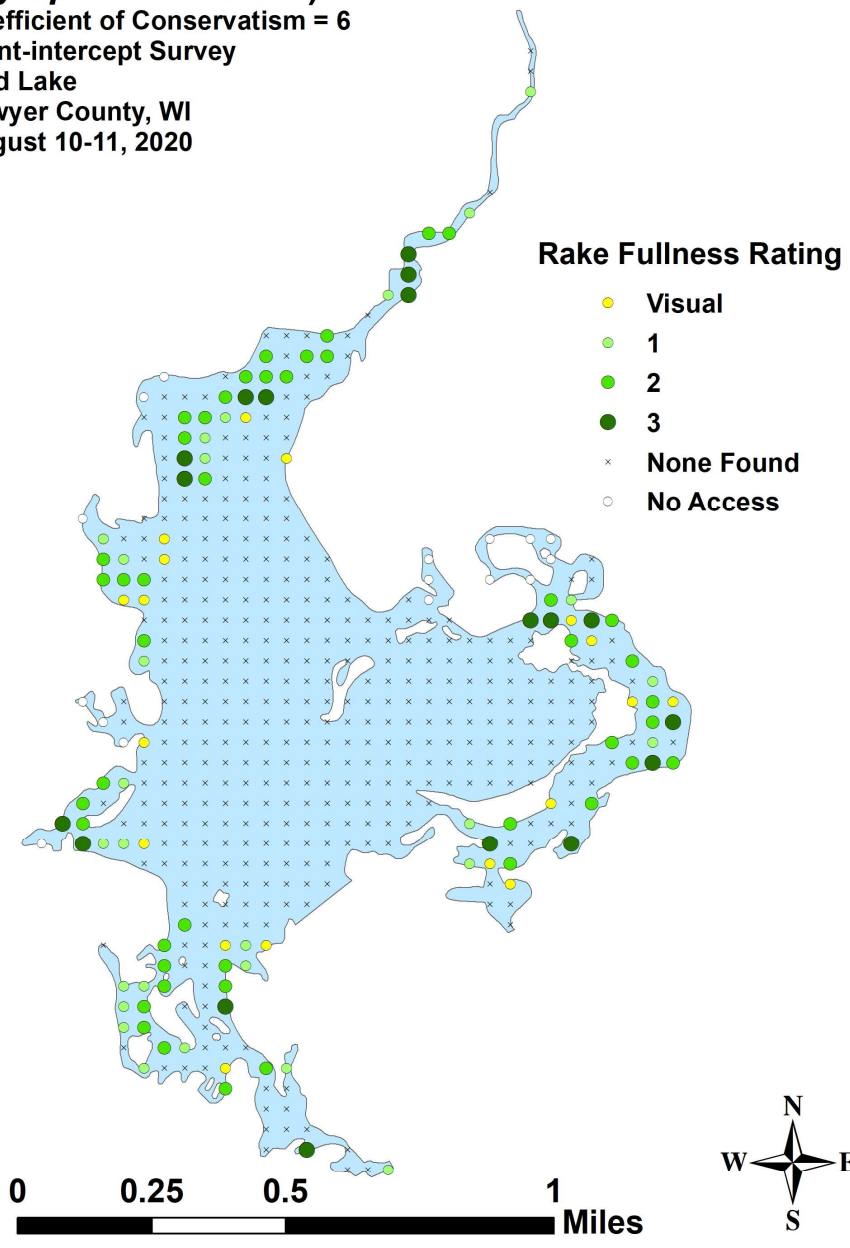 efficient of Conservatism = 6
nt-intercept Survey
d Lake
wyer County, WI
gust 10-11, 2020
Rake Fullness Rating
Visual
1
2
3
None Found
No Access
N
W
E
S
0 0.25 0.5 1
Miles